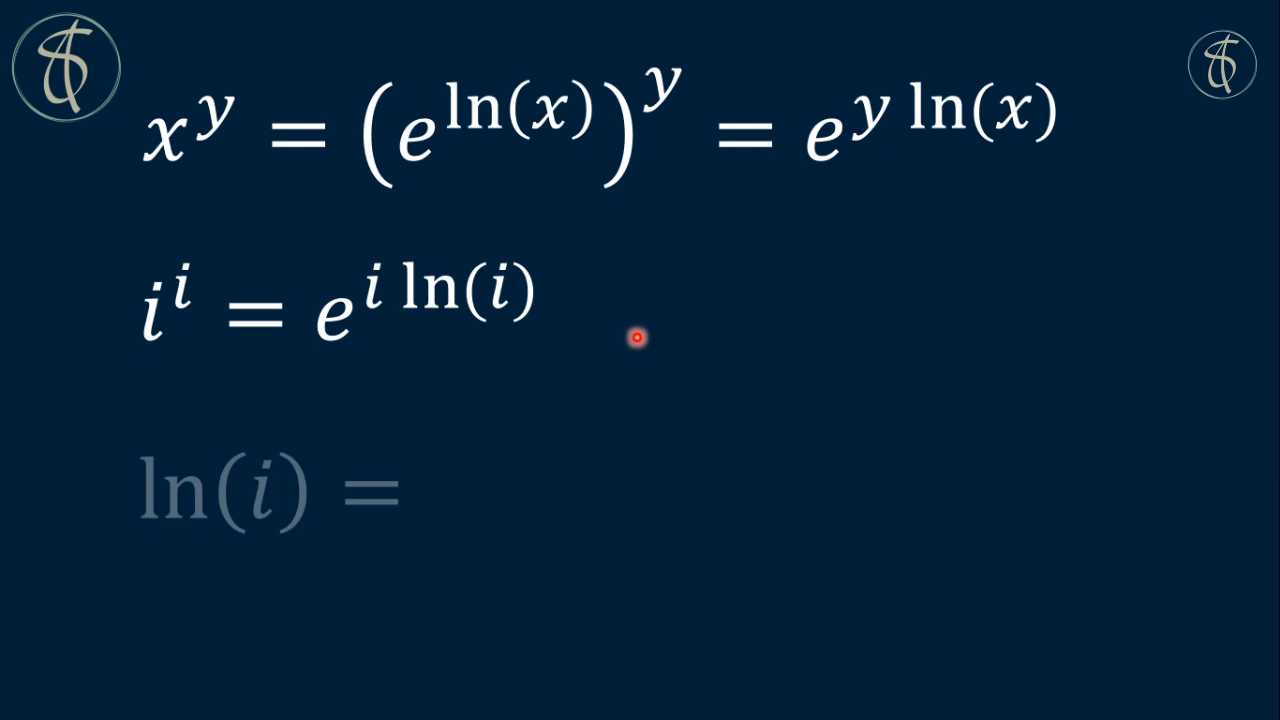 x^y = (e^{ln(x)})^y = e^{y ln(x)}
i^i = e^{i ln(i)}
ln(i) =